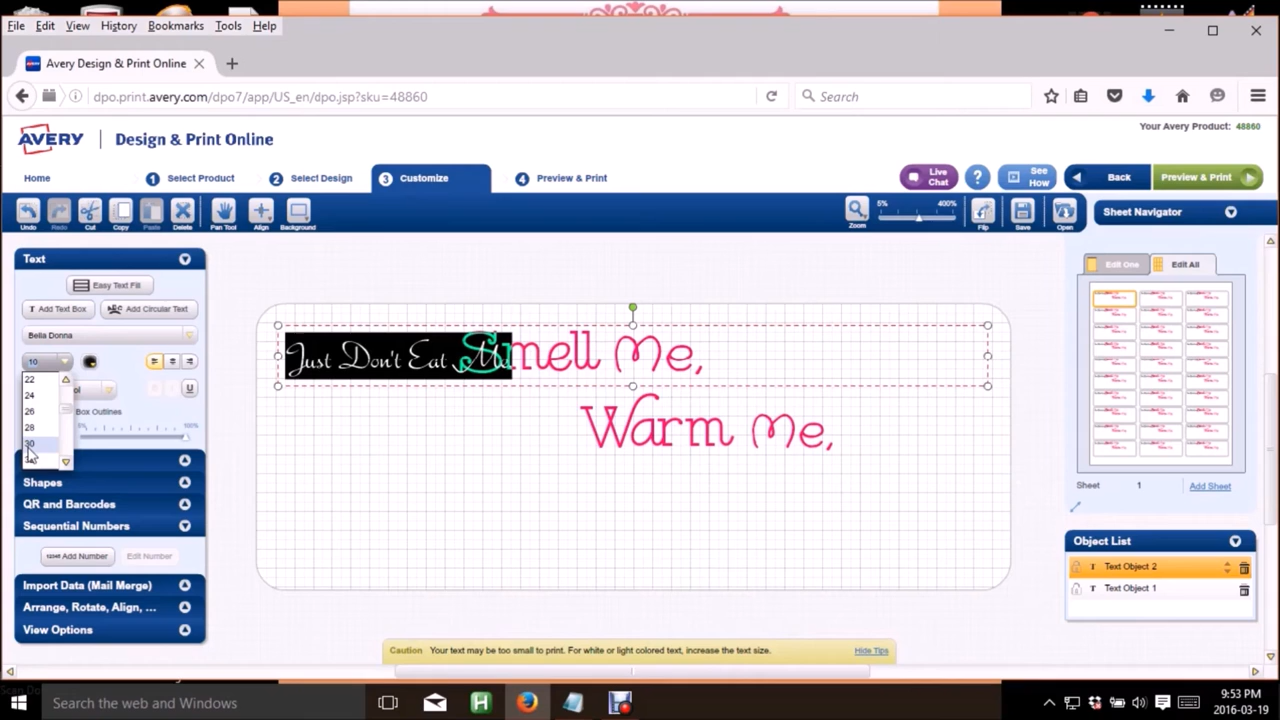 File Edit View History Bookmarks Tools Help
Avery Design & Print Online
dpo.print.avery.com/dpo7/app/US_en/dpo.jsp?sku=48860
Search
AVERY Design & Print Online
Your Avery Product: 48860
Home 1 Select Product 2 Select Design 3 Customize 4 Preview & Print
Live Chat
?
See How
Back
Preview & Print
Undo Redo Cut Copy Paste Delete Pan Tool Align Background
Zoom 5% 400% Flip Save Open
Sheet Navigator
Text
Easy Text Fill
T Add Text Box
ABC Add Circular Text
Bella Donna
10
22
24
26
28
30
U
Box Outlines
100%
Shapes
QR and Barcodes
Sequential Numbers
Add Number Edit Number
Import Data (Mail Merge)
Arrange, Rotate, Align, ...
View Options
Just Don't Eat Me
Smell Me,
Warm Me,
Edit One Edit All
Sheet 1 Add Sheet
Object List
T Text Object 2
T Text Object 1
Caution Your text may be too small to print. For white or light colored text, increase the text size. Hide Tips
Search the web and Windows
9:53 PM
2016-03-19